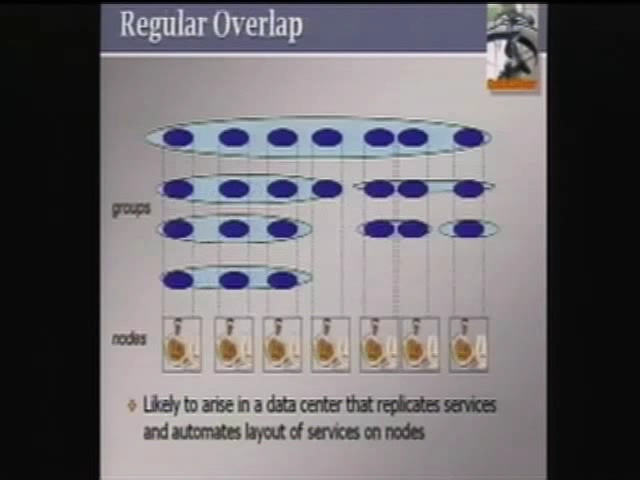 Regular Overlap
groups
nodes
Likely to arise in a data center that replicates services
and automates layout of services on nodes